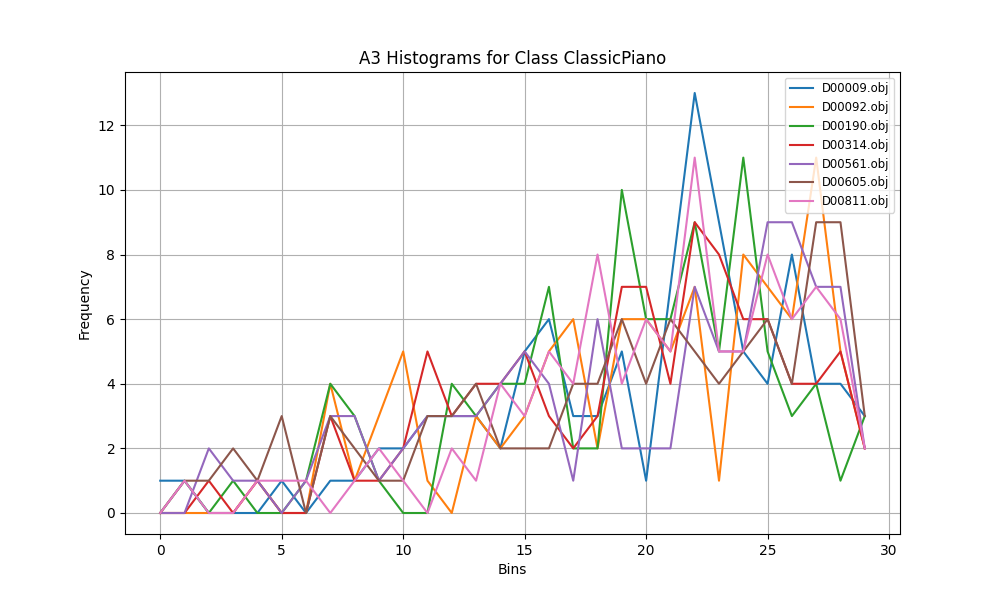 A3 Histograms for Class ClassicPiano
D00009.obj
D00092.obj
D00190.obj
D00314.obj
D00561.obj
D00605.obj
D00811.obj
Frequency
12
10
8
6
4
2
0
0 5 10 15 20 25 30
Bins